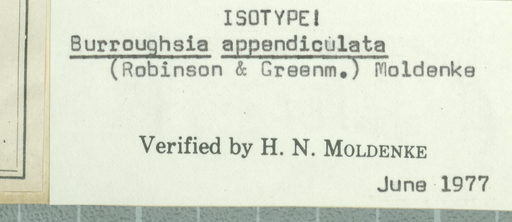 ISOTYPE!
Burroughsia appendiculata
(Robinson & Greenm.) Moldenke
Verified by H. N. MOLDENKE
June 1977